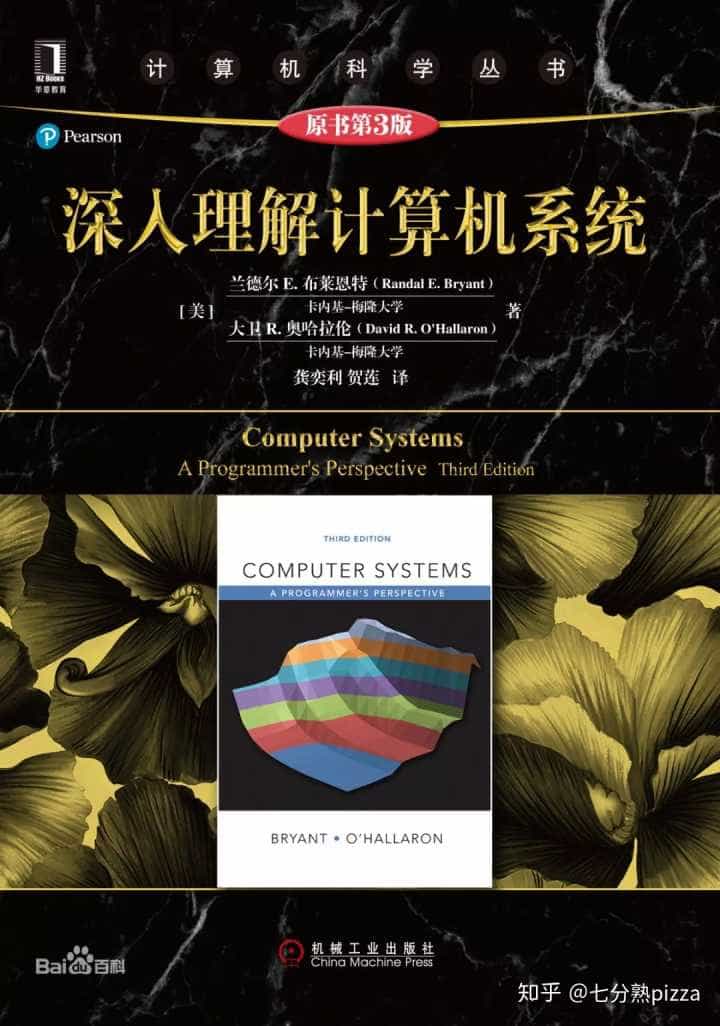 HZ Books
华章教育
计算机科学丛书
原书第3版
Pearson
深入理解计算机系统
兰德尔 E. 布莱恩特 (Randal E. Bryant)
卡内基-梅隆大学
[美] 著
大卫 R. 奥哈拉伦 (David R. O'Hallaron)
卡内基-梅隆大学
龚奕利 贺莲 译
Computer Systems
A Programmer's Perspective Third Edition
THIRD EDITION
COMPUTER SYSTEMS
A PROGRAMMER'S PERSPECTIVE
BRYANT • O'HALLARON
机械工业出版社
China Machine Press
Bai du 百科
知乎 @七分熟pizza